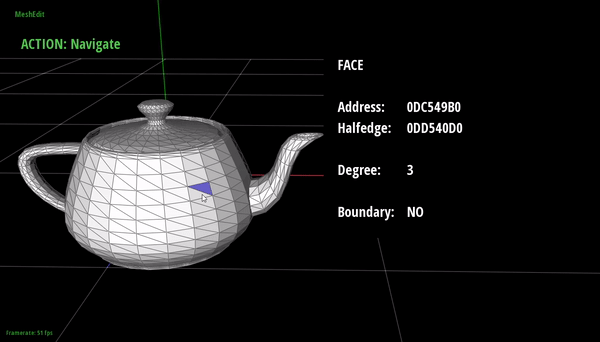 MeshEdit
ACTION: Navigate
FACE
Address: 0DC549B0
Halfedge: 0DD540D0
Degree: 3
Boundary: NO
Framerate: 51 fps